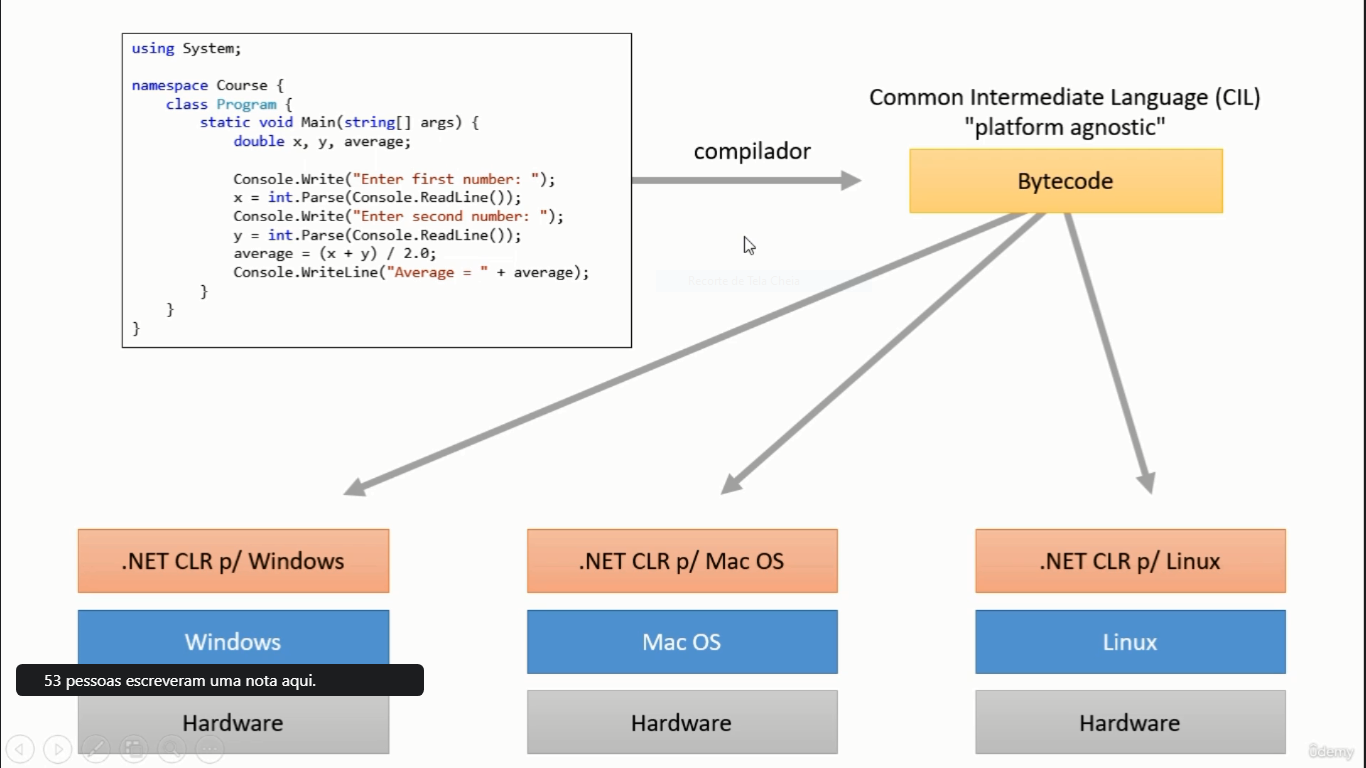 using System;
namespace Course {
class Program {
static void Main(string[] args) {
double x, y, average;
Console.Write("Enter first number: ");
x = int.Parse(Console.ReadLine());
Console.Write("Enter second number: ");
y = int.Parse(Console.ReadLine());
average = (x + y) / 2.0;
Console.WriteLine("Average = " + average);
}
}
}
compilador
Common Intermediate Language (CIL)
"platform agnostic"
Bytecode
.NET CLR p/ Windows
.NET CLR p/ Mac OS
.NET CLR p/ Linux
Windows
Mac OS
Linux
53 pessoas escreveram uma nota aqui.
Hardware
Hardware
Hardware
ûdemy